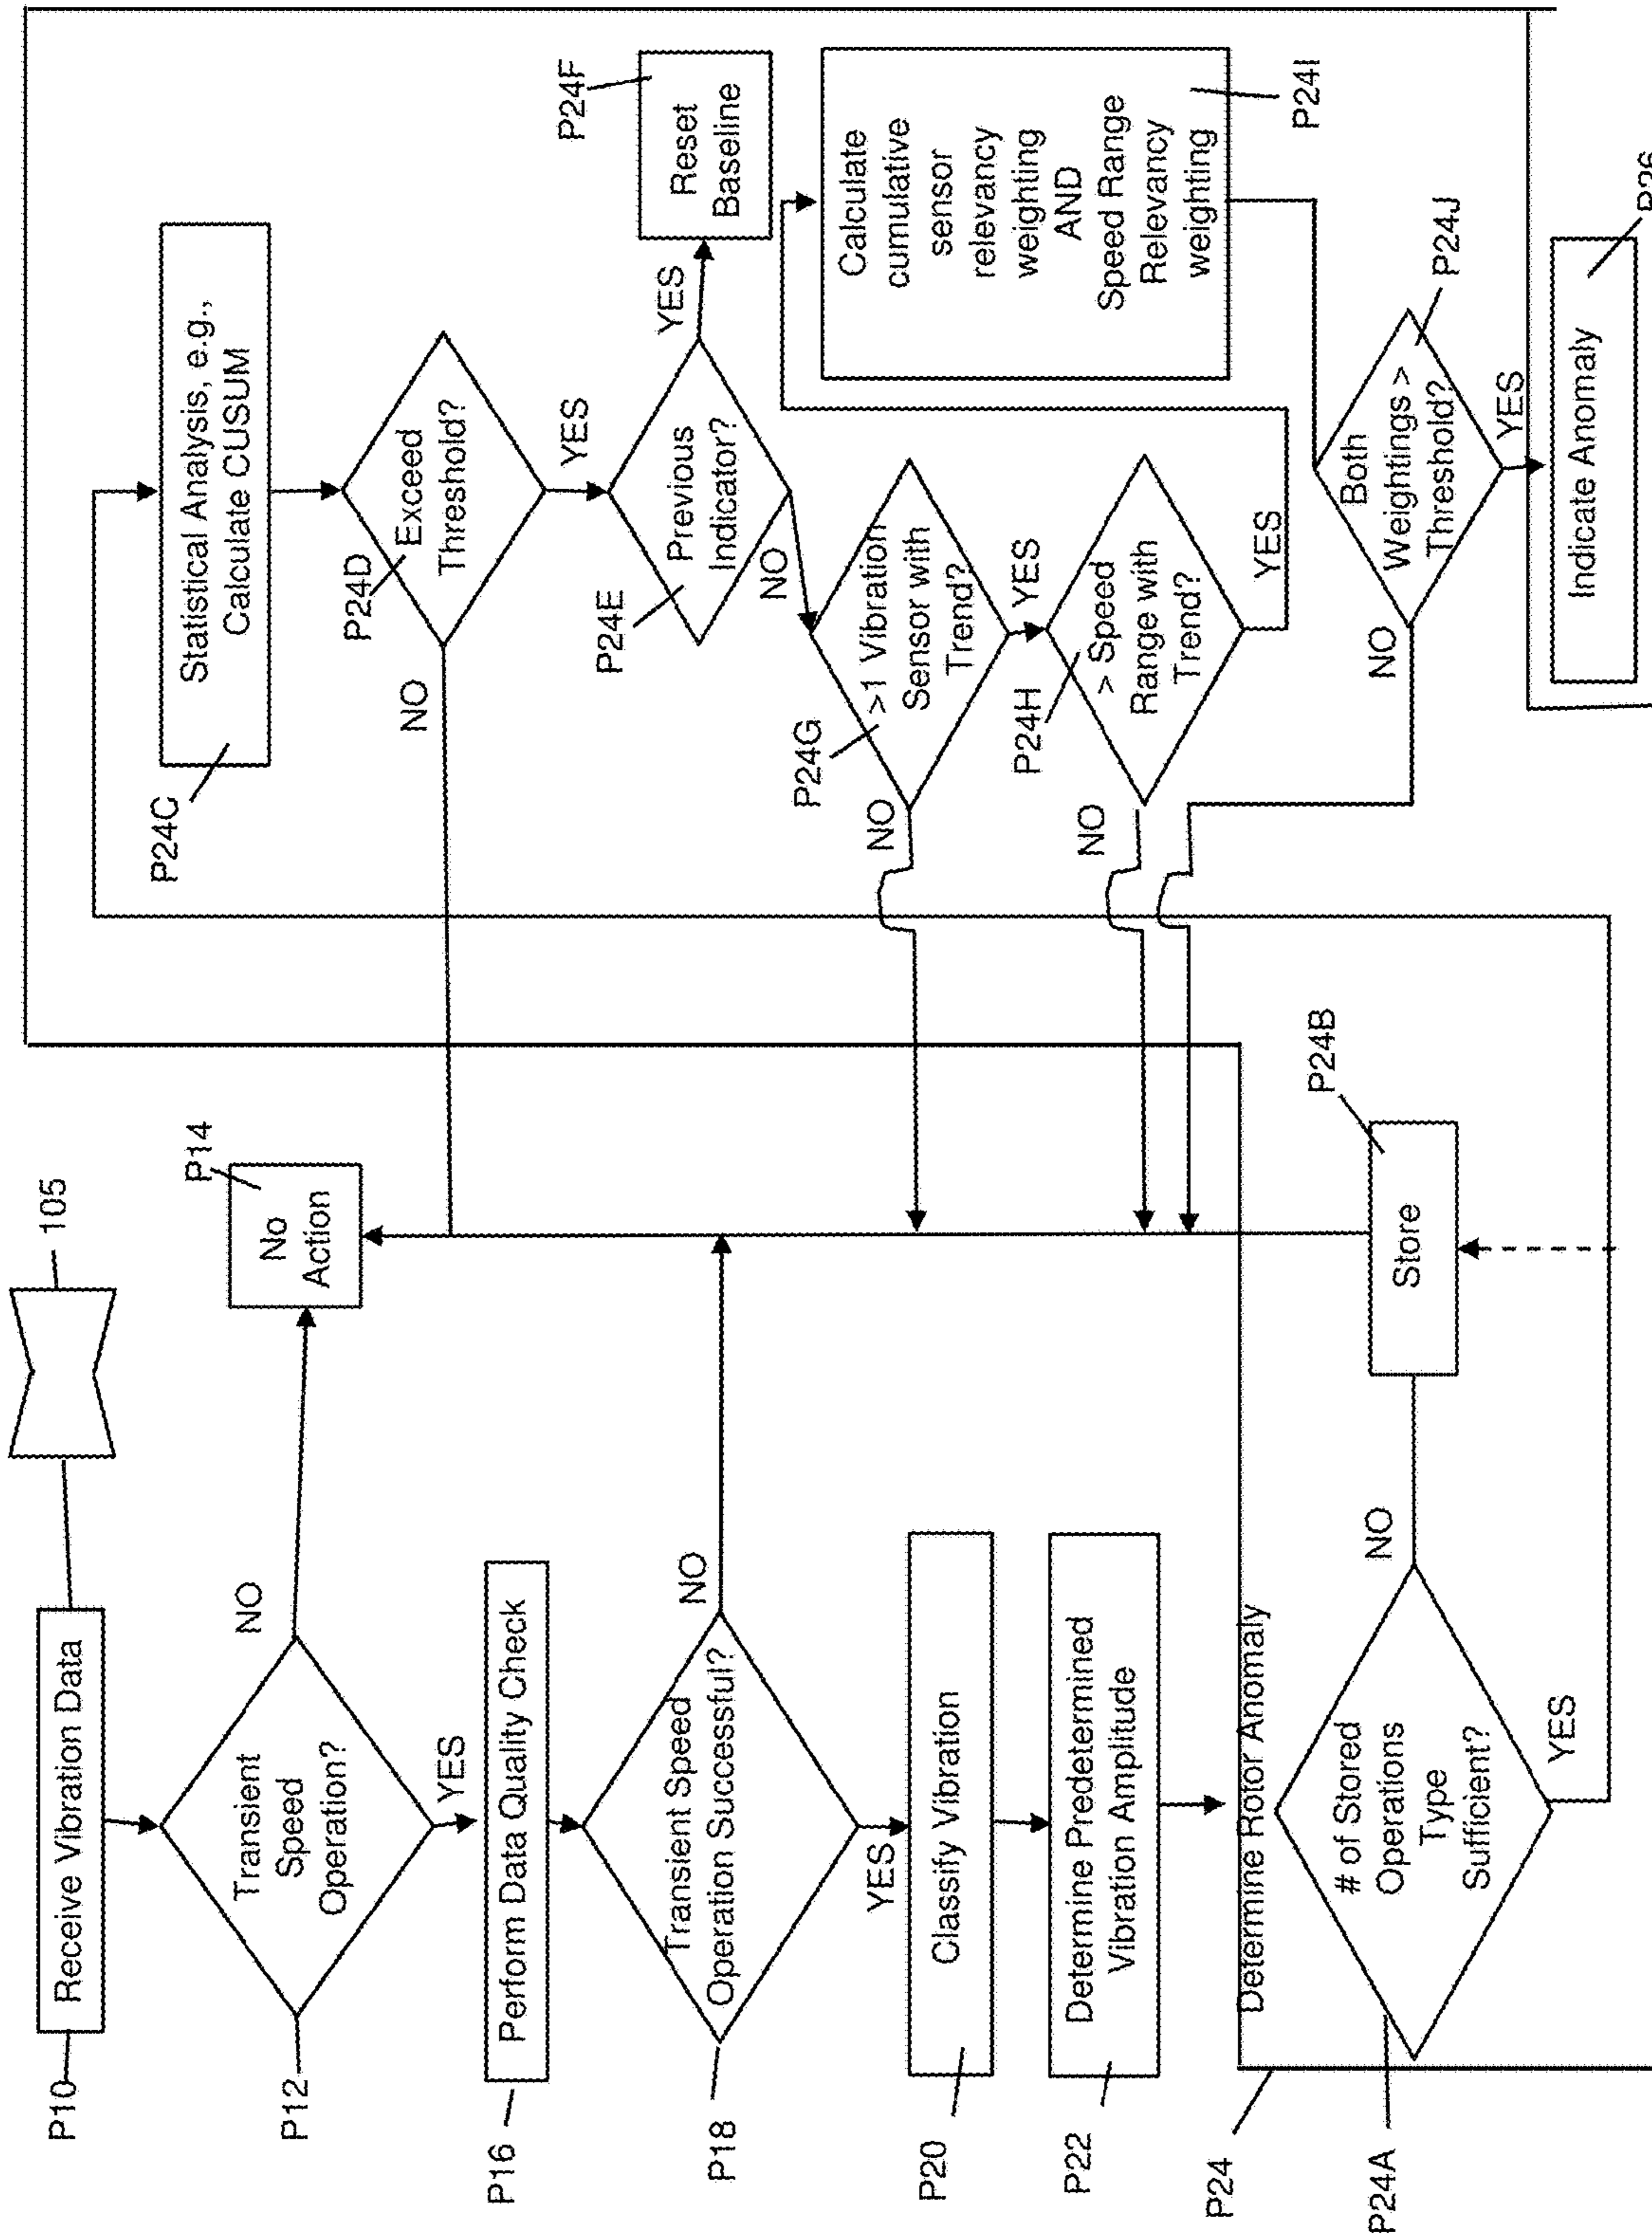 105
P10
Receive Vibration Data
P12
Transient
Speed
Operation?
NO
P14
No
Action
YES
P16
Perform Data Quality Check
P18
Transient Speed
Operation Successful?
NO
YES
P20
Classify Vibration
P22
Determine Predetermined
Vibration Amplitude
P24
Determine Rotor Anomaly
P24A
# of Stored
Operations
Type
Sufficient?
NO
P24B
Store
YES
P24C
Statistical Analysis, e.g.,
Calculate CUSUM
P24D
Exceed
Threshold?
NO
YES
P24E
Previous
Indicator?
YES
P24F
Reset
Baseline
NO
P24G
>1 Vibration
Sensor with
Trend?
NO
YES
P24H
> Speed
Range with
Trend?
NO
YES
Calculate
cumulative
sensor
relevancy
weighting
AND
Speed Range
Relevancy
weighting
P24I
Both
Weightings >
Threshold?
P24J
NO
YES
Indicate Anomaly
P26